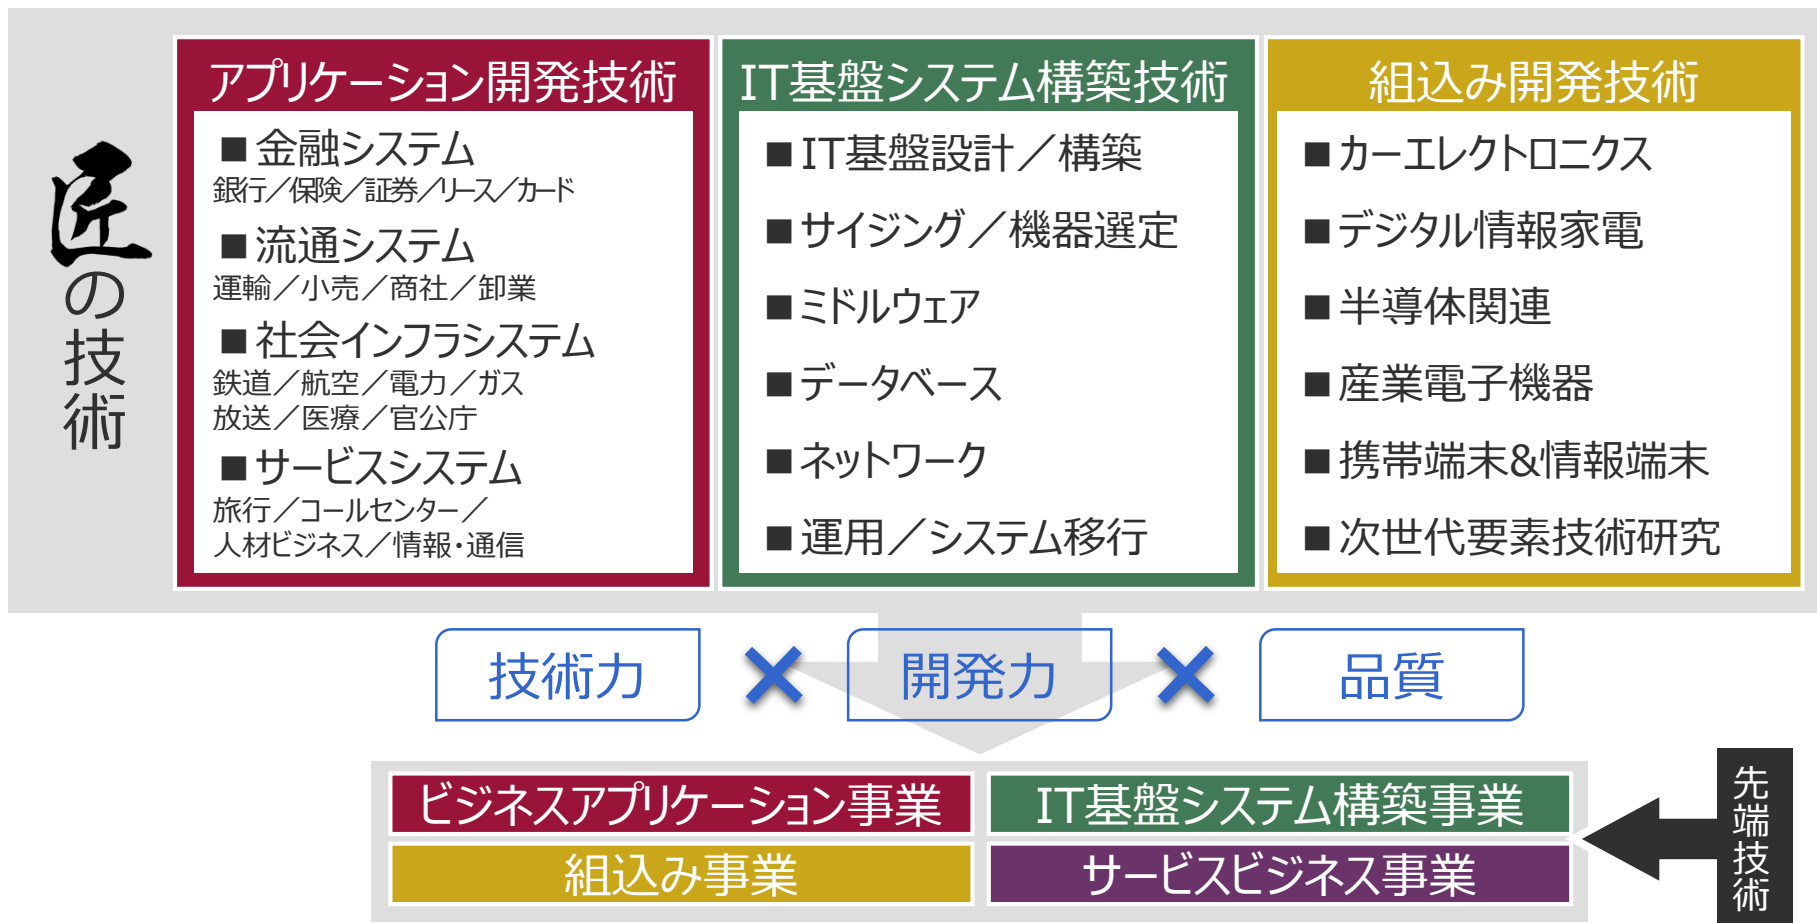 匠の技術
アプリケーション開発技術
■金融システム
銀行／保険／証券／リース／カード
■流通システム
運輸／小売／商社／卸業
■社会インフラシステム
鉄道／航空／電力／ガス
放送／医療／官公庁
■サービスシステム
旅行／コールセンター／
人材ビジネス／情報・通信
IT基盤システム構築技術
■IT基盤設計／構築
■サイジング／機器選定
■ミドルウェア
■データベース
■ネットワーク
■運用／システム移行
組込み開発技術
■カーエレクトロニクス
■デジタル情報家電
■半導体関連
■産業電子機器
■携帯端末&情報端末
■次世代要素技術研究
技術力 × 開発力 × 品質
ビジネスアプリケーション事業
IT基盤システム構築事業
組込み事業
サービスビジネス事業
先端技術